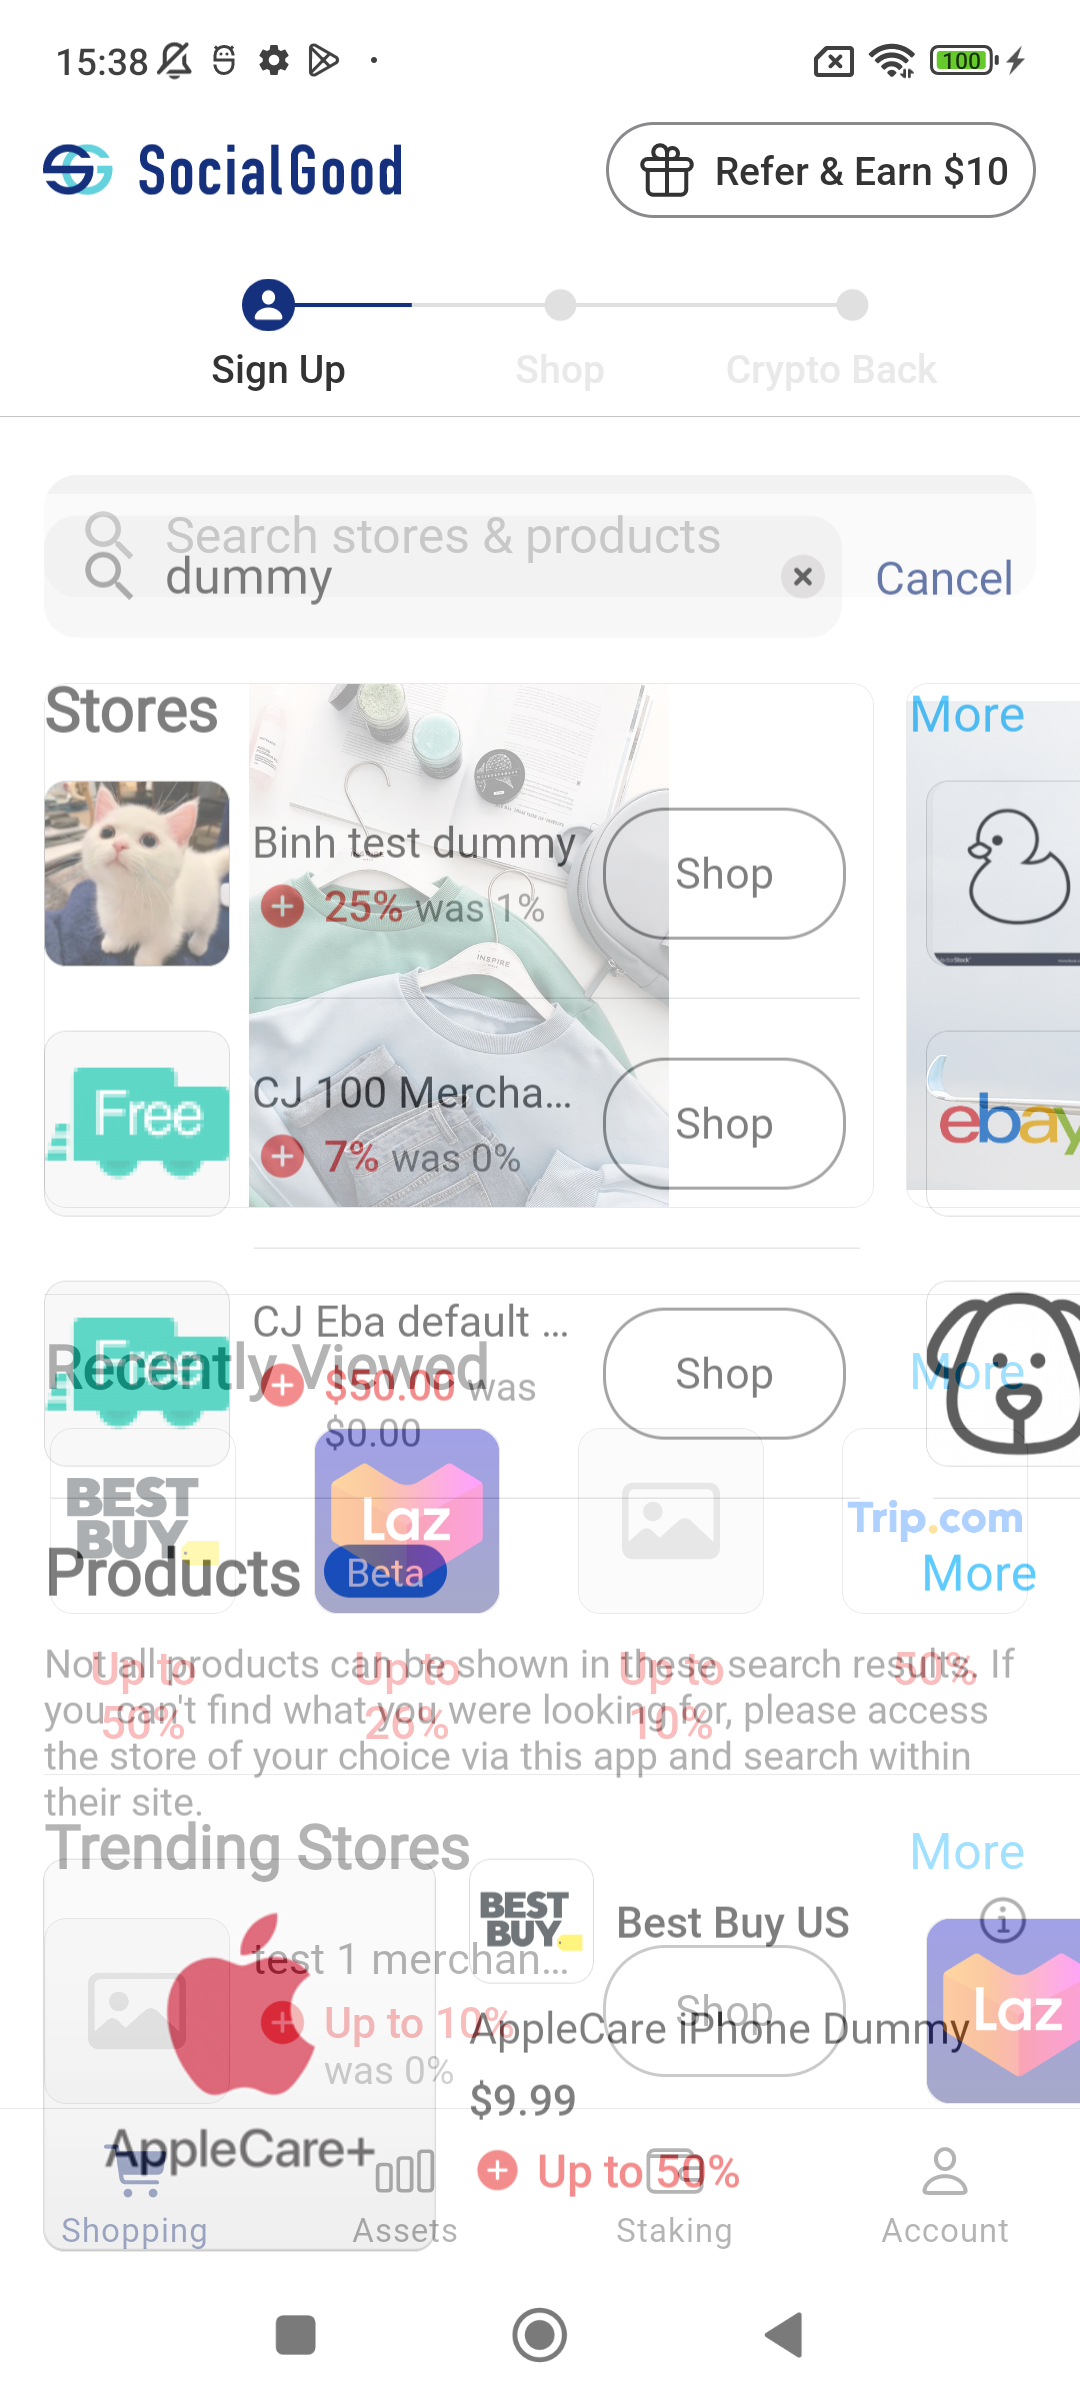 15:38
100
SocialGood
Refer & Earn $10
Sign Up
Shop
Crypto Back
Search stores & products
dummy
Cancel
Stores
More
Binh test dummy
25% was 1%
Shop
INSPIRE
CJ 100 Mercha...
7% was 0%
Shop
Free
ebay
CJ Eba default ...
$50.00 was
$0.00
Shop
Free
Recently Viewed
More
BEST
BUY
Laz
Beta
Trip.com
Products
More
Up to
50%
Up to
26%
Up to
10%
50%
Not all products can be shown in these search results. If
you can't find what you were looking for, please access
the store of your choice via this app and search within
their site.
Trending Stores
More
BEST
BUY
Best Buy US
test 1 merchan...
Up to 10%
was 0%
Shop
Laz
AppleCare iPhone Dummy
$9.99
Up to 50%
AppleCare+
Shopping
Assets
Staking
Account